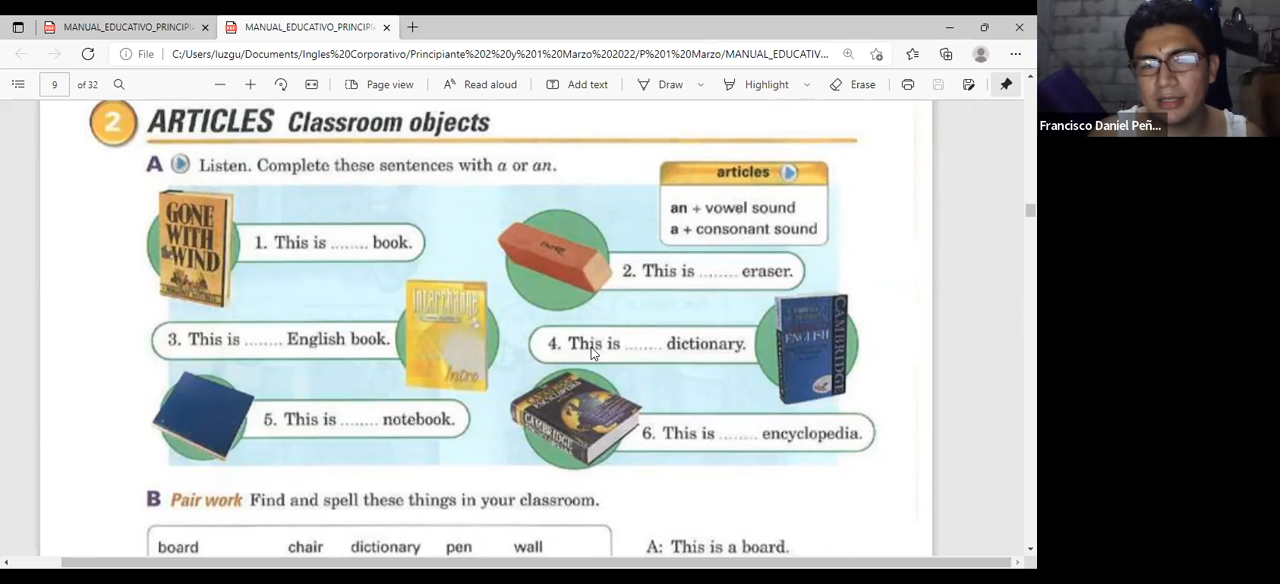 MANUAL_EDUCATIVO_PRINCIPI
MANUAL_EDUCATIVO_PRINCIPI
File
C:/Users/luzgu/Documents/Ingles%20Corporativo/Principiante%202%20y%201%20Marzo%202022/P%201%20Marzo/MANUAL_EDUCATIV...
9 of 32
Page view
Read aloud
Add text
Draw
Highlight
Erase
Francisco Daniel Peñ...
2 ARTICLES Classroom objects
A Listen. Complete these sentences with a or an.
articles
an + vowel sound
a + consonant sound
GONE
WITH
the WIND
1. This is ........ book.
2. This is ........ eraser.
interchange
Intro
3. This is ........ English book.
4. This is ........ dictionary.
ENGLISH
CAMBRIDGE
5. This is ........ notebook.
CAMBRIDGE
ENCYCLOPEDIA
6. This is ........ encyclopedia.
B Pair work Find and spell these things in your classroom.
board chair dictionary pen wall
A: This is a board.